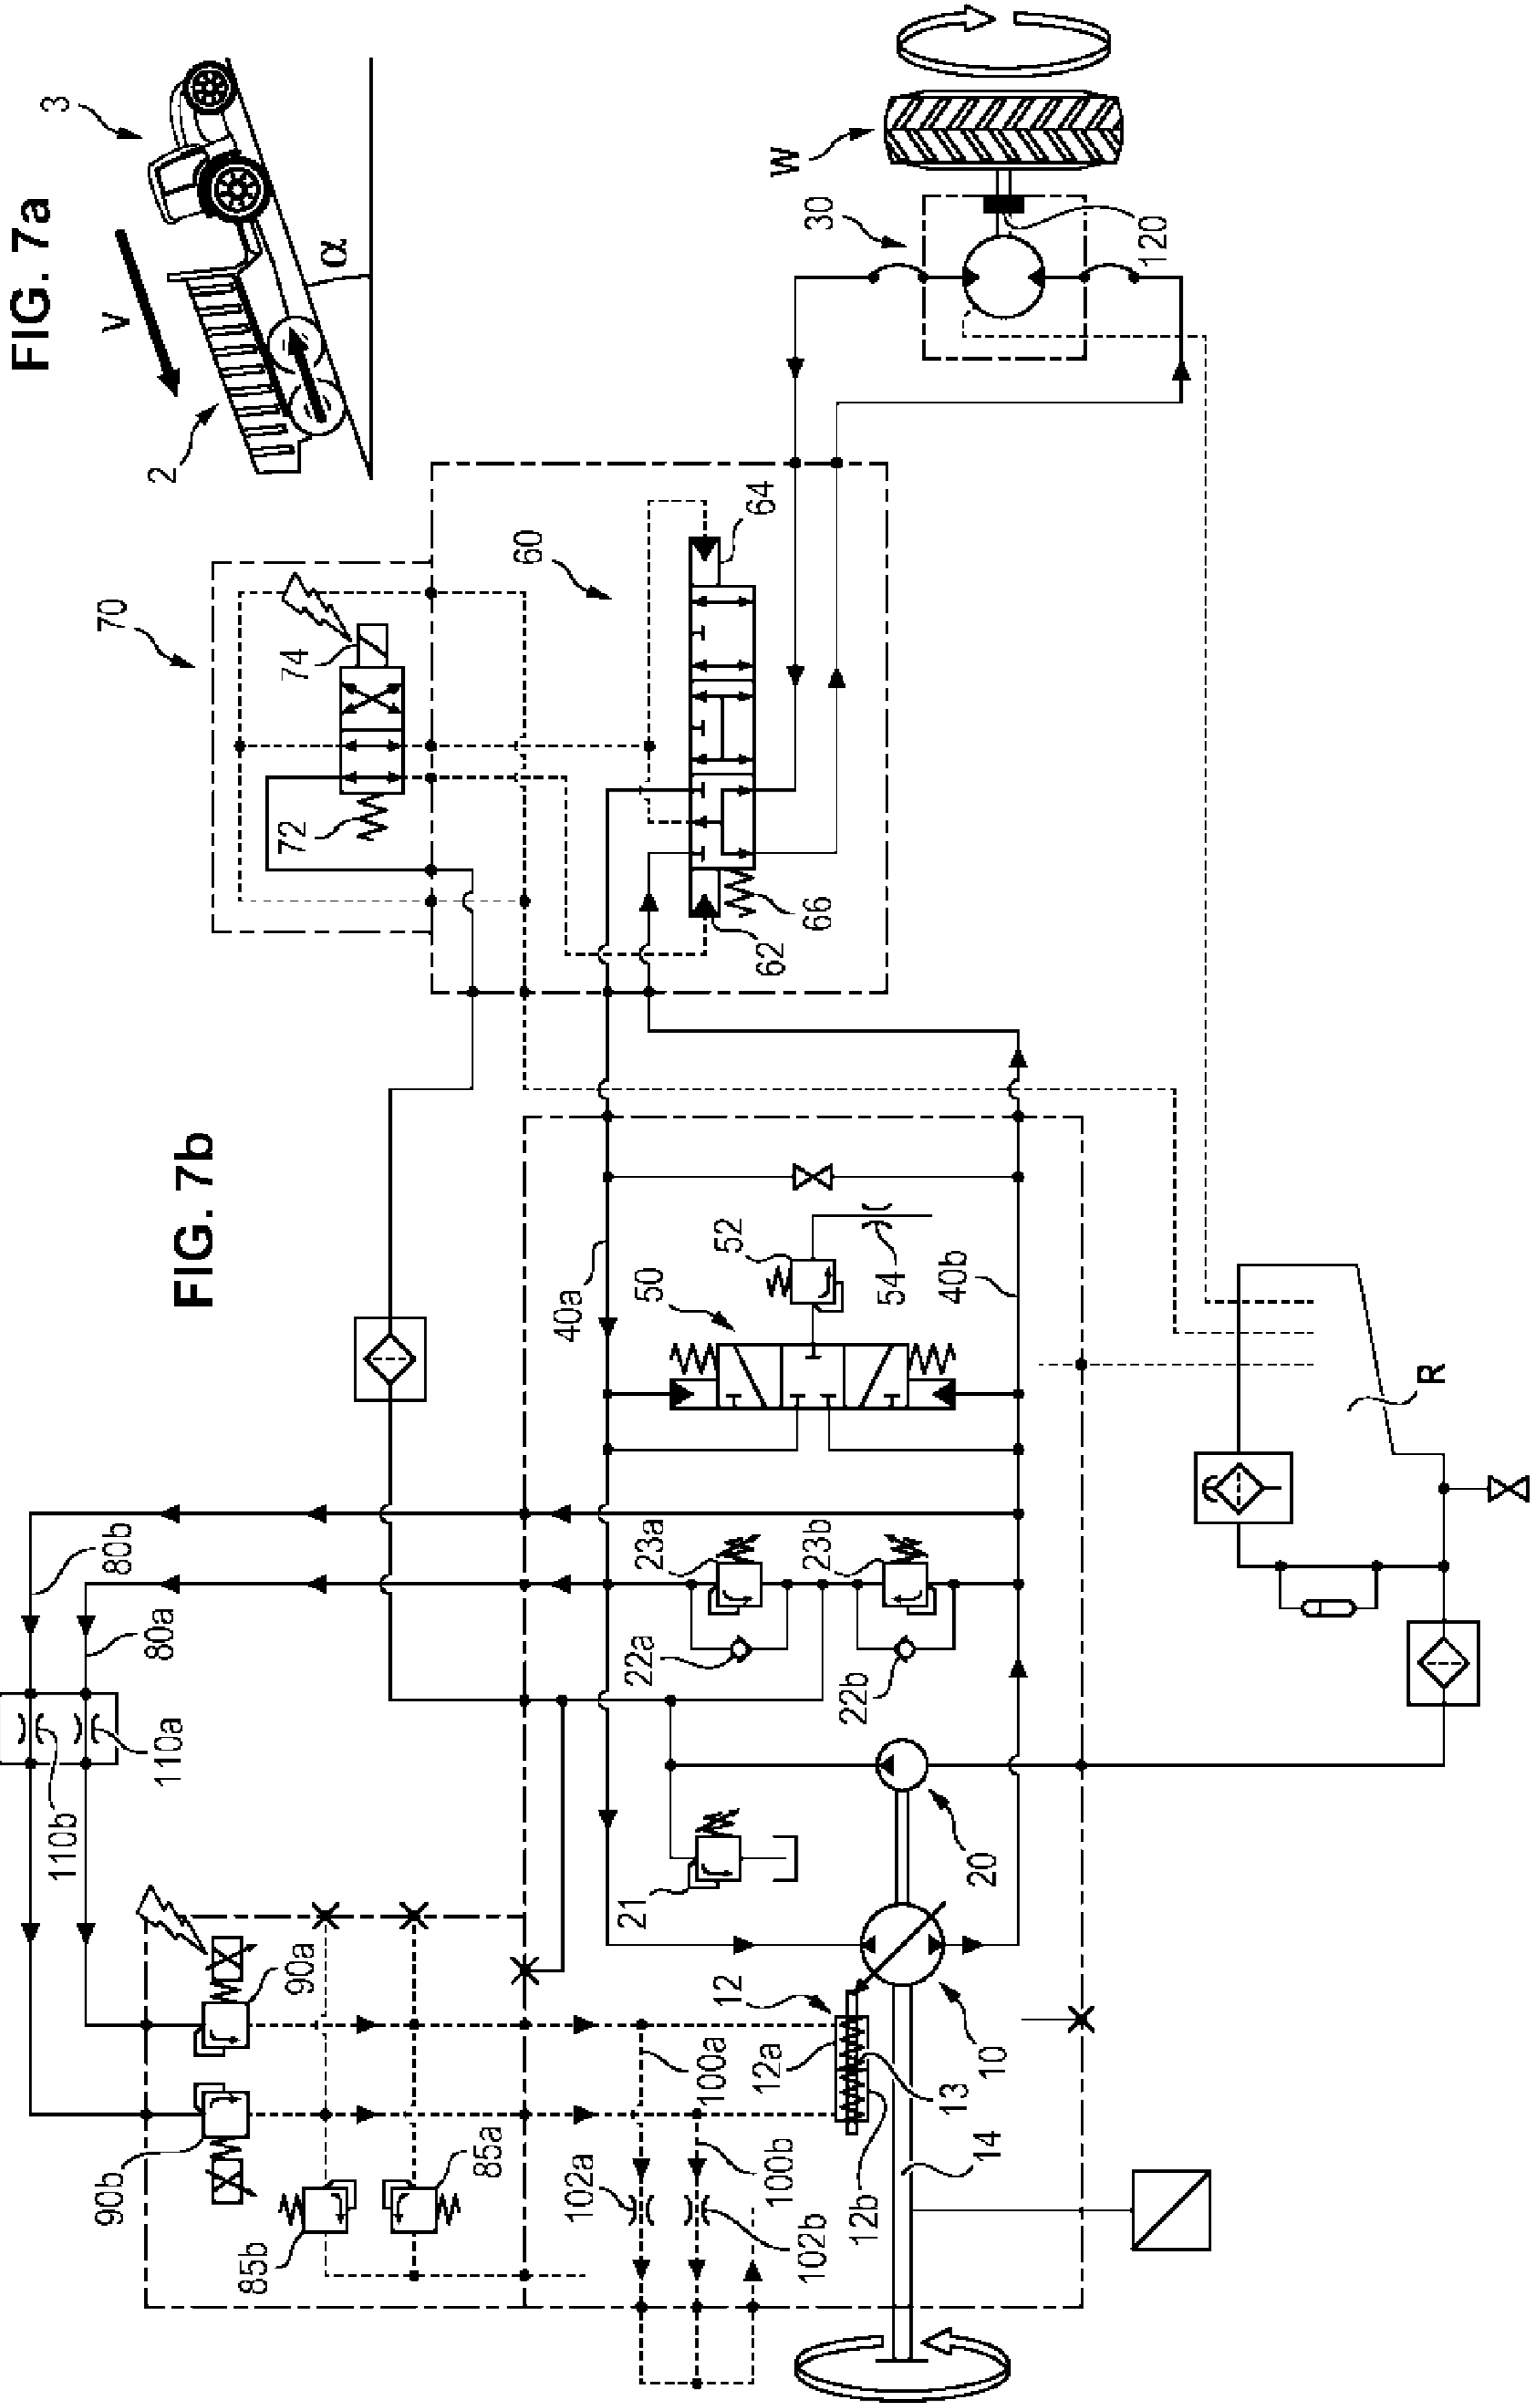 FIG. 7a
3
V
2
α
FIG. 7b
70
74
72
60
64
62
66
30
W
120
80b
80a
110b
110a
40a
40b
50
52
54
23a
23b
22a
22b
21
20
R
90a
90b
85a
85b
100a
100b
102a
102b
12
12a
12b
13
10
14